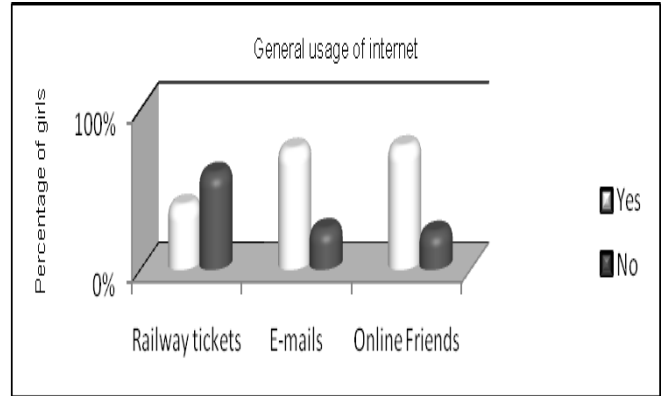 General usage of internet
Percentage of girls
100%
0%
Railway tickets
E-mails
Online Friends
Yes
No